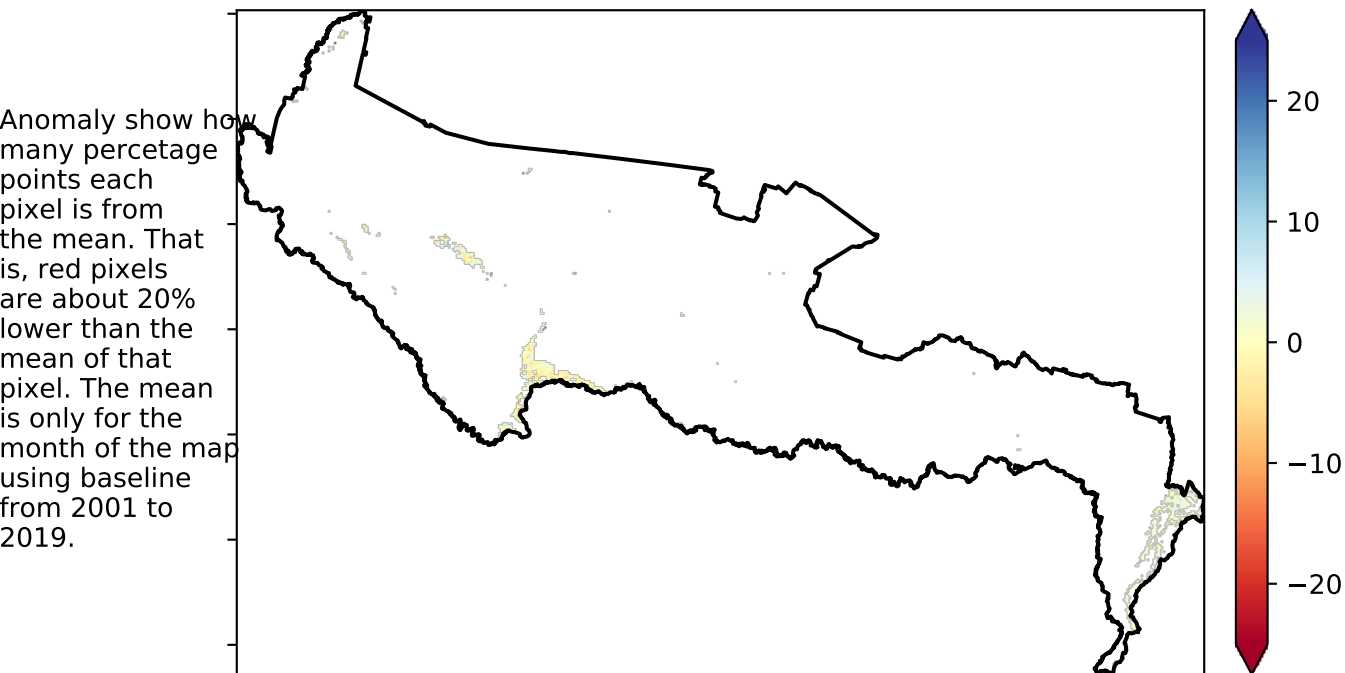 Anomaly show how
many percetage
points each
pixel is from
the mean. That
is, red pixels
are about 20%
lower than the
mean of that
pixel. The mean
is only for the
month of the map
using baseline
from 2001 to
2019.
20
10
0
−10
−20